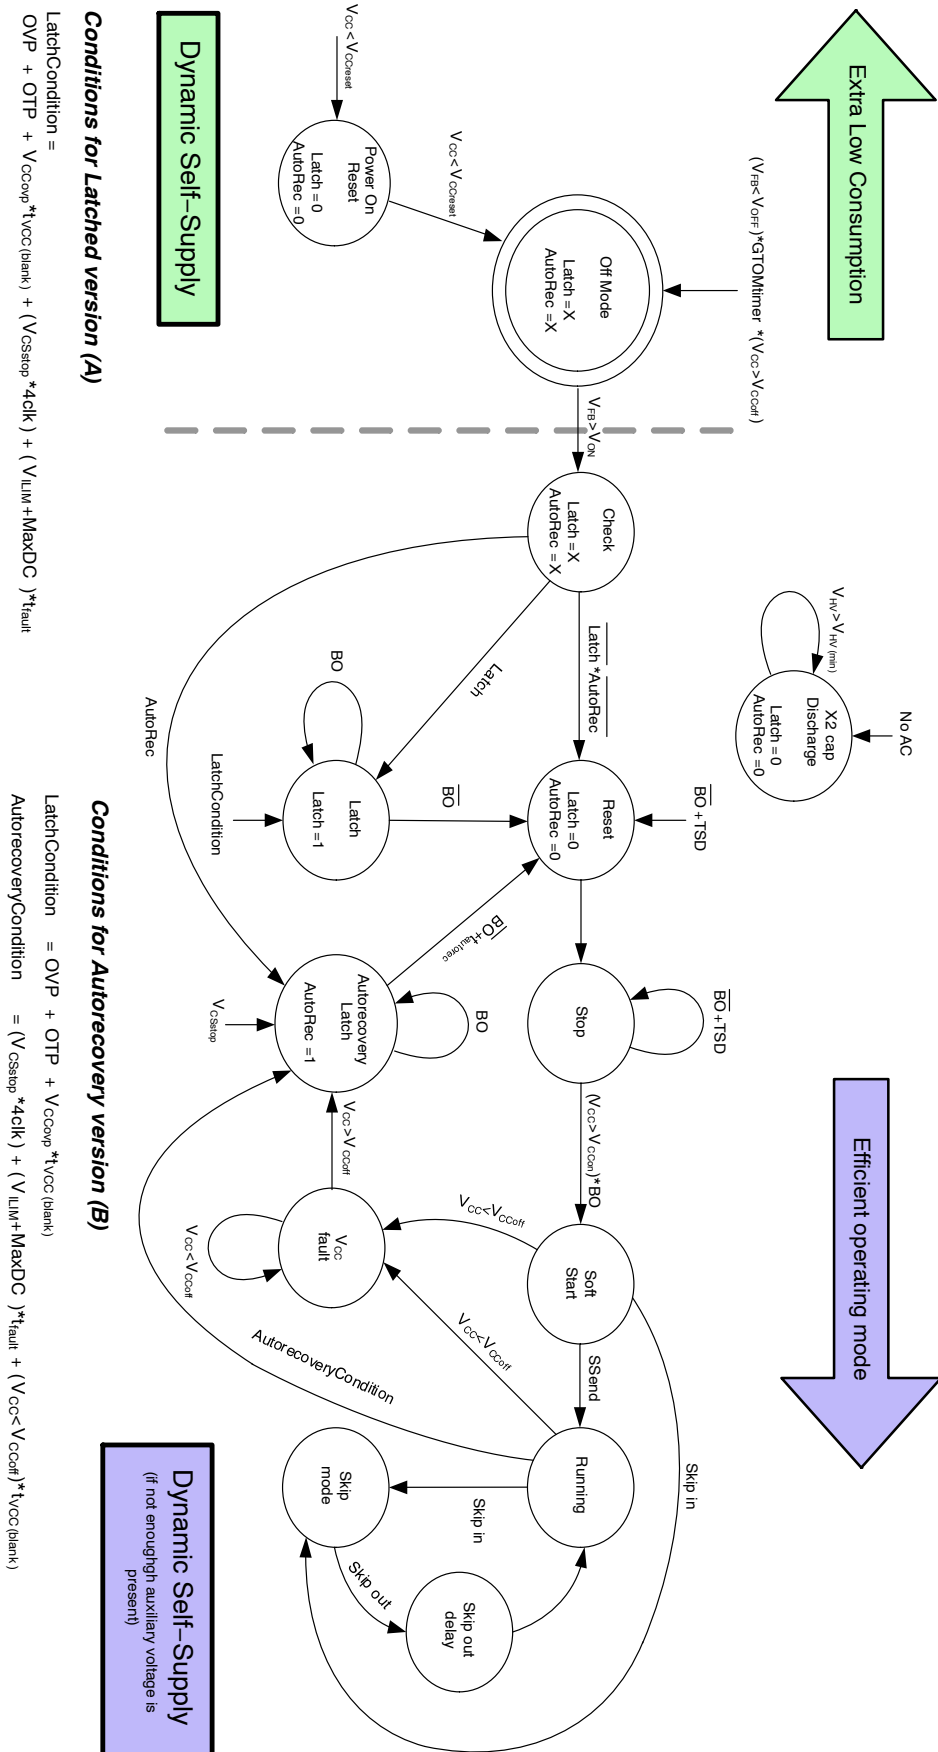 Extra Low Consumption
Efficient operating mode
No AC
X2 cap
Discharge
Latch =0
AutoRec =0
V_HV > V_HV (min)
(V_FB<V_OFF)*GTOMtimer *(V_CC>V_CCoff)
Off Mode
Latch =X
AutoRec =X
V_FB > V_ON
Check
Latch =X
AutoRec =X
L̅a̅t̅c̅h̅ *A̅u̅t̅o̅R̅e̅c̅
B̅O̅ + TSD
Reset
Latch =0
AutoRec =0
B̅O̅+TSD
Stop
(V_CC>V_CCon)*BO
Soft
Start
SSend
Running
Skip in
V_CC<V_CCreset
Power On
Reset
Latch =0
AutoRec =0
V_CC<V_CCreset
Latch
BO
Latch
Latch =1
B̅O̅
LatchCondition
AutoRec
B̅O̅+t_autorec
BO
Autorecovery
Latch
AutoRec =1
V_CSstop
V_CC>V_CCoff
V_CC
fault
V_CC<V_CCoff
V_CC<V_CCoff
V_CC<V_CCoff
AutorecoveryCondition
Skip in
Skip
mode
Skip out
Skip out
delay
Dynamic Self−Supply
Dynamic Self−Supply
(if not enoughgh auxiliary voltage is
present)
Conditions for Latched version (A)
LatchCondition =
OVP + OTP + V_CCovp*t_VCC (blank) + (V_CSstop*4clk) + (V_ILIM+MaxDC )*t_fault
Conditions for Autorecovery version (B)
LatchCondition = OVP + OTP + V_CCovp*t_VCC (blank)
AutorecoveryCondition = (V_CSstop*4clk) + (V_ILIM+MaxDC )*t_fault + (V_CC<V_CCoff)*t_VCC (blank)